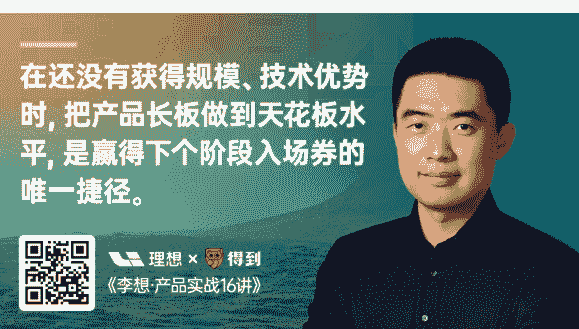 在还没有获得规模、技术优势
时，把产品长板做到天花板水
平，是赢得下个阶段入场券的
唯一捷径。
理想 × 得到
《李想·产品实战16讲》